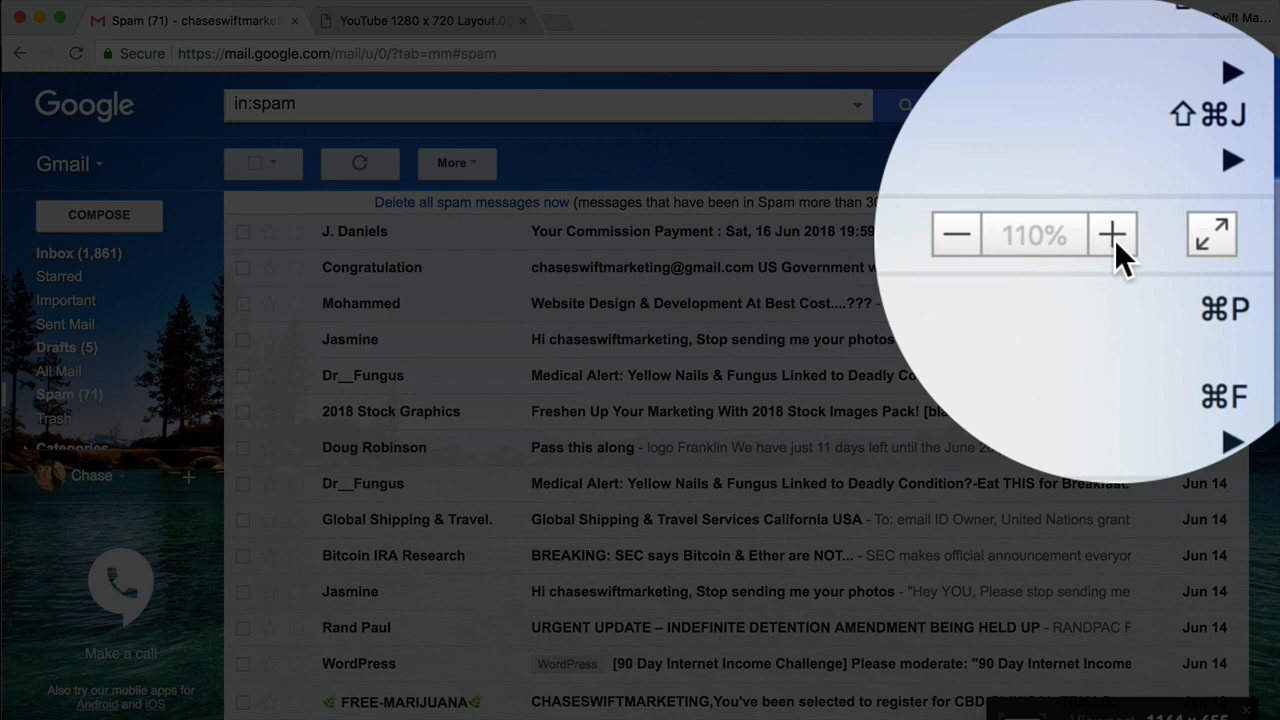 Spam (71) - chaseswiftmarket
YouTube 1280 x 720 Layout.00
Swift Ma...
Secure
https://mail.google.com/mail/u/0/?tab=mm#spam
Google
in:spam
⇧⌘J
Gmail
More
COMPOSE
Delete all spam messages now (messages that have been in Spam more than 30
Inbox (1,861)
Starred
Important
Sent Mail
Drafts (5)
All Mail
Spam (71)
Trash
Categories
Chase
Make a call
Also try our mobile apps for
Android and iOS
110%
⌘P
⌘F
J. Daniels Your Commission Payment : Sat, 16 Jun 2018 19:59
Congratulation chaseswiftmarketing@gmail.com US Government
Mohammed Website Design & Development At Best Cost....??? -
Jasmine Hi chaseswiftmarketing, Stop sending me your photos
Dr__Fungus Medical Alert: Yellow Nails & Fungus Linked to Deadly Co
2018 Stock Graphics Freshen Up Your Marketing With 2018 Stock Images Pack! [bla
Doug Robinson Pass this along - logo Franklin We have just 11 days left until the June
Dr__Fungus Medical Alert: Yellow Nails & Fungus Linked to Deadly Condition?-Eat THIS for Breakfast. Jun 14
Global Shipping & Travel. Global Shipping & Travel Services California USA - To: email ID Owner, United Nations grant Jun 14
Bitcoin IRA Research BREAKING: SEC says Bitcoin & Ether are NOT... - SEC makes official announcement everyor Jun 14
Jasmine Hi chaseswiftmarketing, Stop sending me your photos - "Hey YOU, Please stop sending me Jun 14
Rand Paul URGENT UPDATE – INDEFINITE DETENTION AMENDMENT BEING HELD UP - RANDPAC F Jun 14
WordPress WordPress [90 Day Internet Income Challenge] Please moderate: "90 Day Internet Income Jun 14
🌿 FREE-MARIJUANA🌿 CHASESWIFTMARKETING,You've been selected to register for CBD